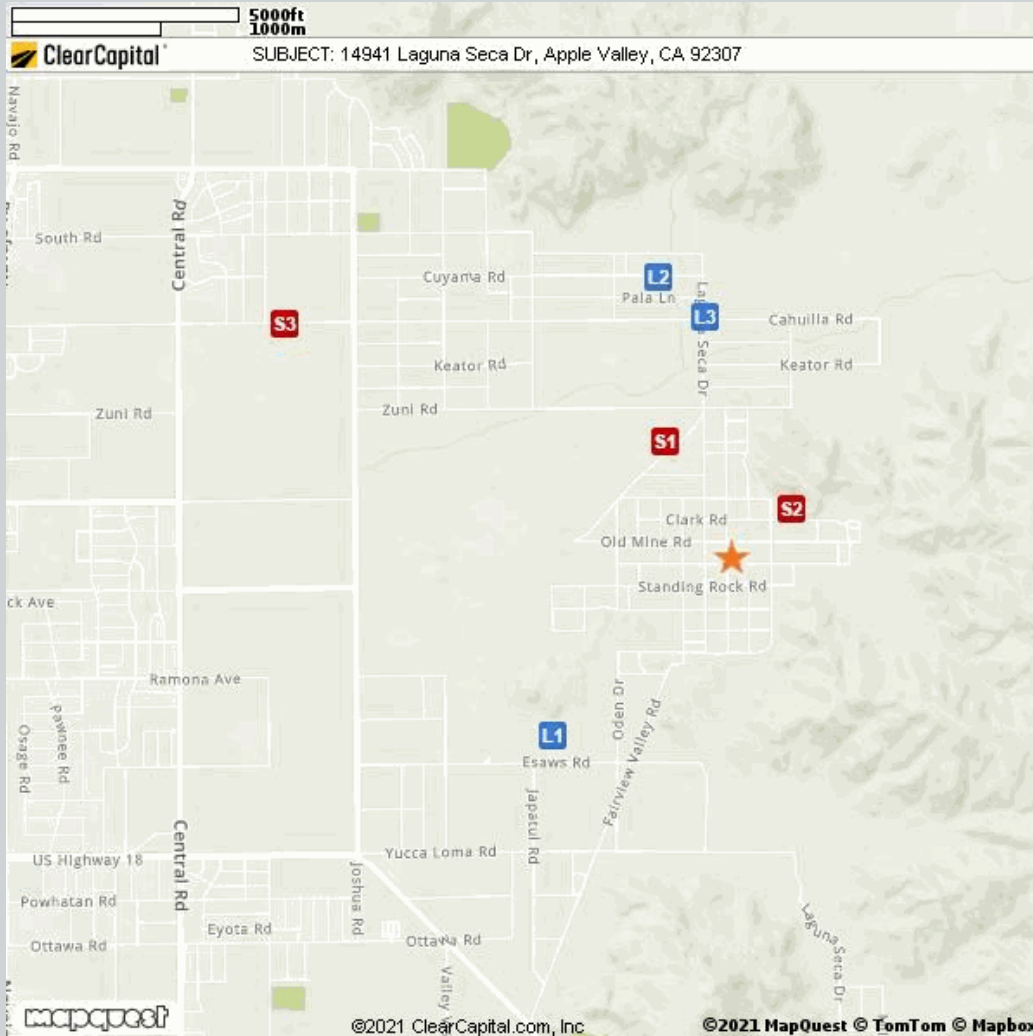 5000ft
1000m
ClearCapital
SUBJECT: 14941 Laguna Seca Dr, Apple Valley, CA 92307
Navajo Rd
Central Rd
South Rd
Cuyama Rd
L2
Pala Ln
L3
Cahuilla Rd
S3
Seca Dr
Keator Rd
Keator Rd
Zuni Rd
Zuni Rd
S1
S2
Clark Rd
Old Mine Rd
Standing Rock Rd
ck Ave
Ramona Ave
Pawnee Rd
Osage Rd
Oden Dr
Fairview Valley Rd
L1
Esaws Rd
Japatul Rd
Central Rd
US Highway 18
Yucca Loma Rd
Joshua Rd
Powhatan Rd
Eyota Rd
Ottawa Rd
Ottawa Rd
Laguna Seca Dr
Valley
mapquest
©2021 ClearCapital.com, Inc
©2021 MapQuest © TomTom © Mapbox